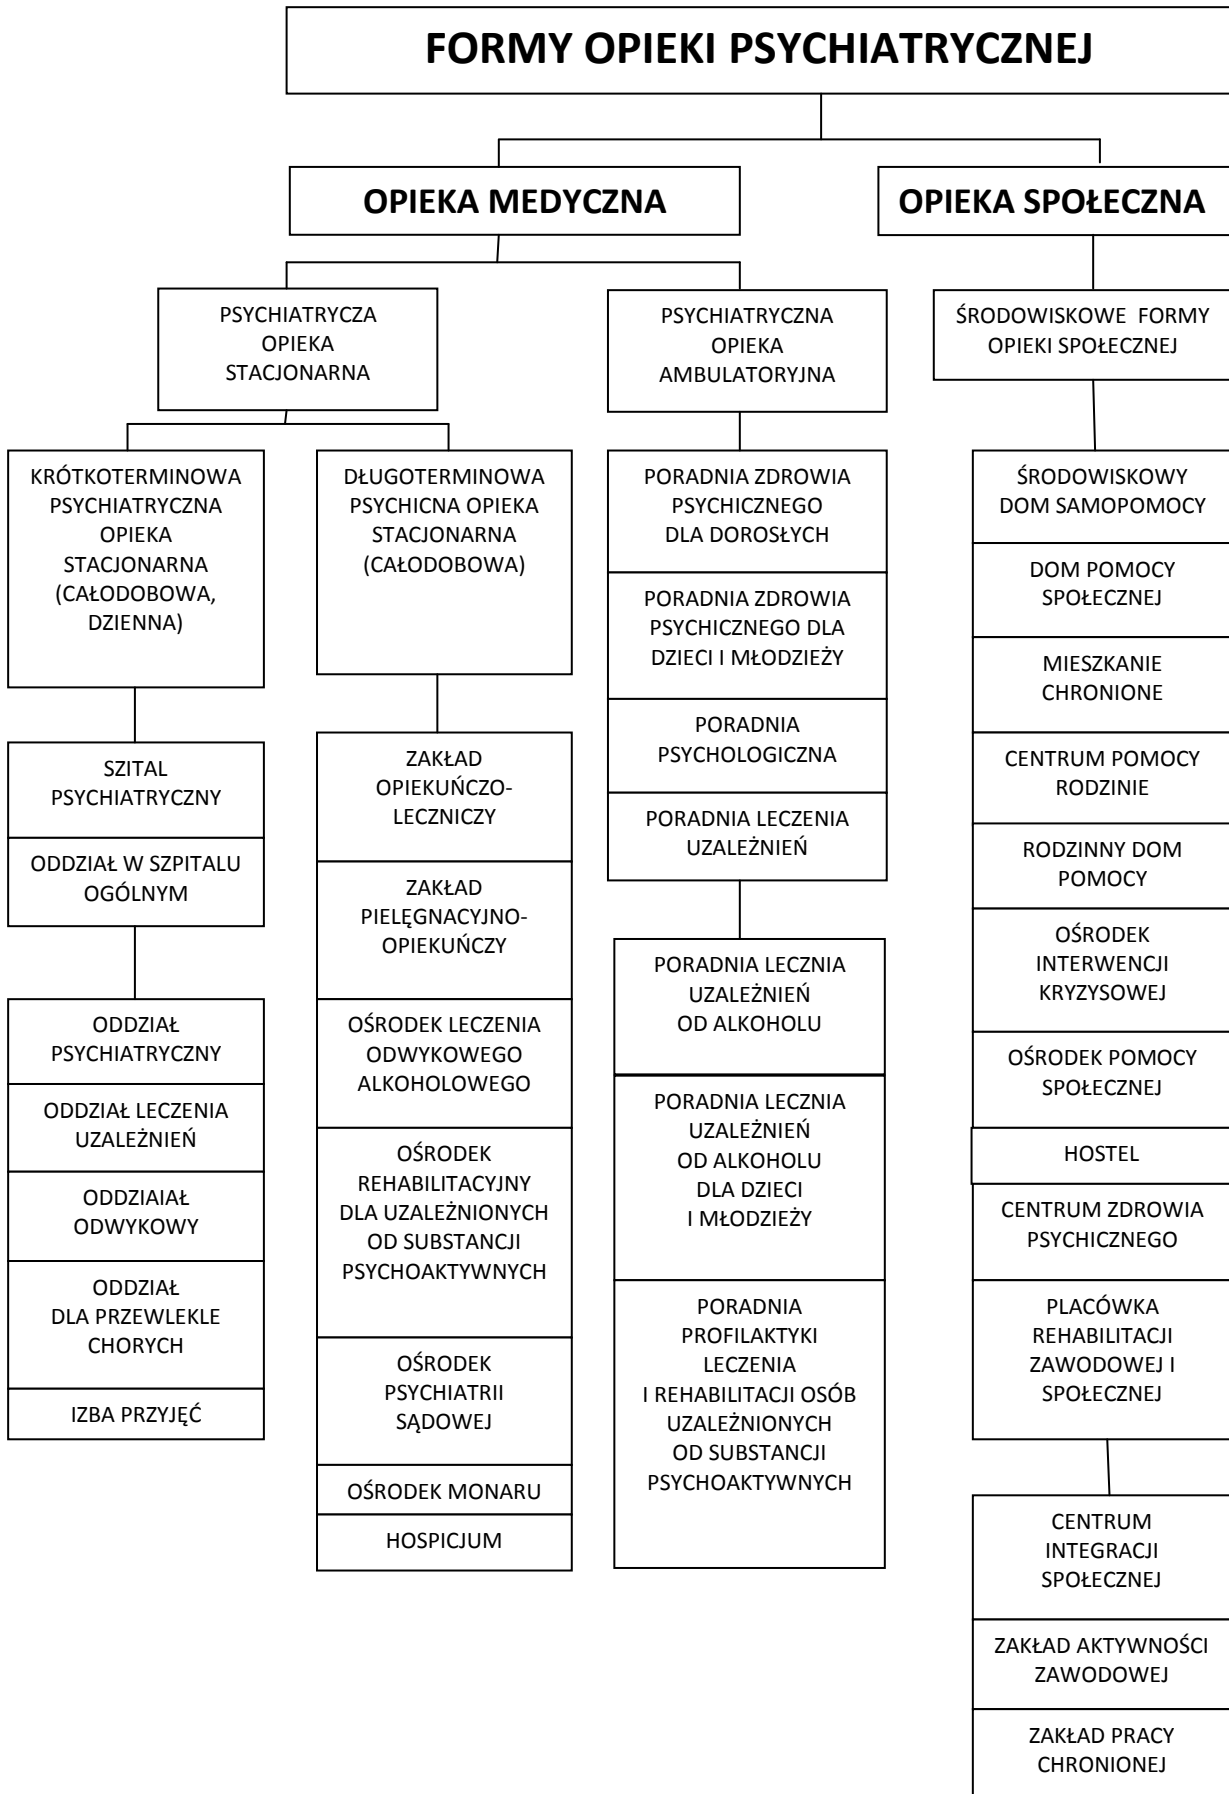 FORMY OPIEKI PSYCHIATRYCZNEJ
OPIEKA MEDYCZNA
OPIEKA SPOŁECZNA
PSYCHIATRYCZA
OPIEKA
STACJONARNA
PSYCHIATRYCZNA
OPIEKA
AMBULATORYJNA
ŚRODOWISKOWE FORMY
OPIEKI SPOŁECZNEJ
KRÓTKOTERMINOWA
PSYCHIATRYCZNA
OPIEKA
STACJONARNA
(CAŁODOBOWA,
DZIENNA)
SZITAL
PSYCHIATRYCZNY
ODDZIAŁ W SZPITALU
OGÓLNYM
ODDZIAŁ
PSYCHIATRYCZNY
ODDZIAŁ LECZENIA
UZALEŻNIEŃ
ODDZIAIAŁ
ODWYKOWY
ODDZIAŁ
DLA PRZEWLEKLE
CHORYCH
IZBA PRZYJĘĆ
DŁUGOTERMINOWA
PSYCHICNA OPIEKA
STACJONARNA
(CAŁODOBOWA)
ZAKŁAD
OPIEKUŃCZO-
LECZNICZY
ZAKŁAD
PIELĘGNACYJNO-
OPIEKUŃCZY
OŚRODEK LECZENIA
ODWYKOWEGO
ALKOHOLOWEGO
OŚRODEK
REHABILITACYJNY
DLA UZALEŻNIONYCH
OD SUBSTANCJI
PSYCHOAKTYWNYCH
OŚRODEK
PSYCHIATRII
SĄDOWEJ
OŚRODEK MONARU
HOSPICJUM
PORADNIA ZDROWIA
PSYCHICZNEGO
DLA DOROSŁYCH
PORADNIA ZDROWIA
PSYCHICZNEGO DLA
DZIECI I MŁODZIEŻY
PORADNIA
PSYCHOLOGICZNA
PORADNIA LECZENIA
UZALEŻNIEŃ
PORADNIA LECZNIA
UZALEŻNIEŃ
OD ALKOHOLU
PORADNIA LECZNIA
UZALEŻNIEŃ
OD ALKOHOLU
DLA DZIECI
I MŁODZIEŻY
PORADNIA
PROFILAKTYKI
LECZENIA
I REHABILITACJI OSÓB
UZALEŻNIONYCH
OD SUBSTANCJI
PSYCHOAKTYWNYCH
ŚRODOWISKOWY
DOM SAMOPOMOCY
DOM POMOCY
SPOŁECZNEJ
MIESZKANIE
CHRONIONE
CENTRUM POMOCY
RODZINIE
RODZINNY DOM
POMOCY
OŚRODEK
INTERWENCJI
KRYZYSOWEJ
OŚRODEK POMOCY
SPOŁECZNEJ
HOSTEL
CENTRUM ZDROWIA
PSYCHICZNEGO
PLACÓWKA
REHABILITACJI
ZAWODOWEJ I
SPOŁECZNEJ
CENTRUM
INTEGRACJI
SPOŁECZNEJ
ZAKŁAD AKTYWNOŚCI
ZAWODOWEJ
ZAKŁAD PRACY
CHRONIONEJ